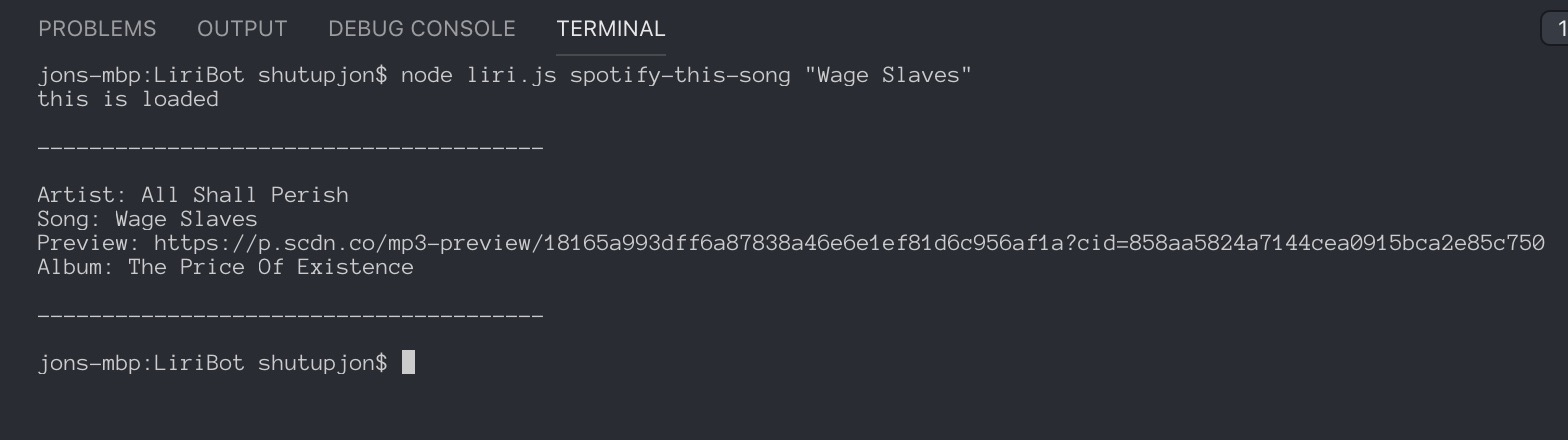 PROBLEMS OUTPUT DEBUG CONSOLE TERMINAL 1
jons-mbp:LiriBot shutupjon$ node liri.js spotify-this-song "Wage Slaves"
this is loaded
---------------------------------------
Artist: All Shall Perish
Song: Wage Slaves
Preview: https://p.scdn.co/mp3-preview/18165a993dff6a87838a46e6e1ef81d6c956af1a?cid=858aa5824a7144cea0915bca2e85c750
Album: The Price Of Existence
---------------------------------------
jons-mbp:LiriBot shutupjon$